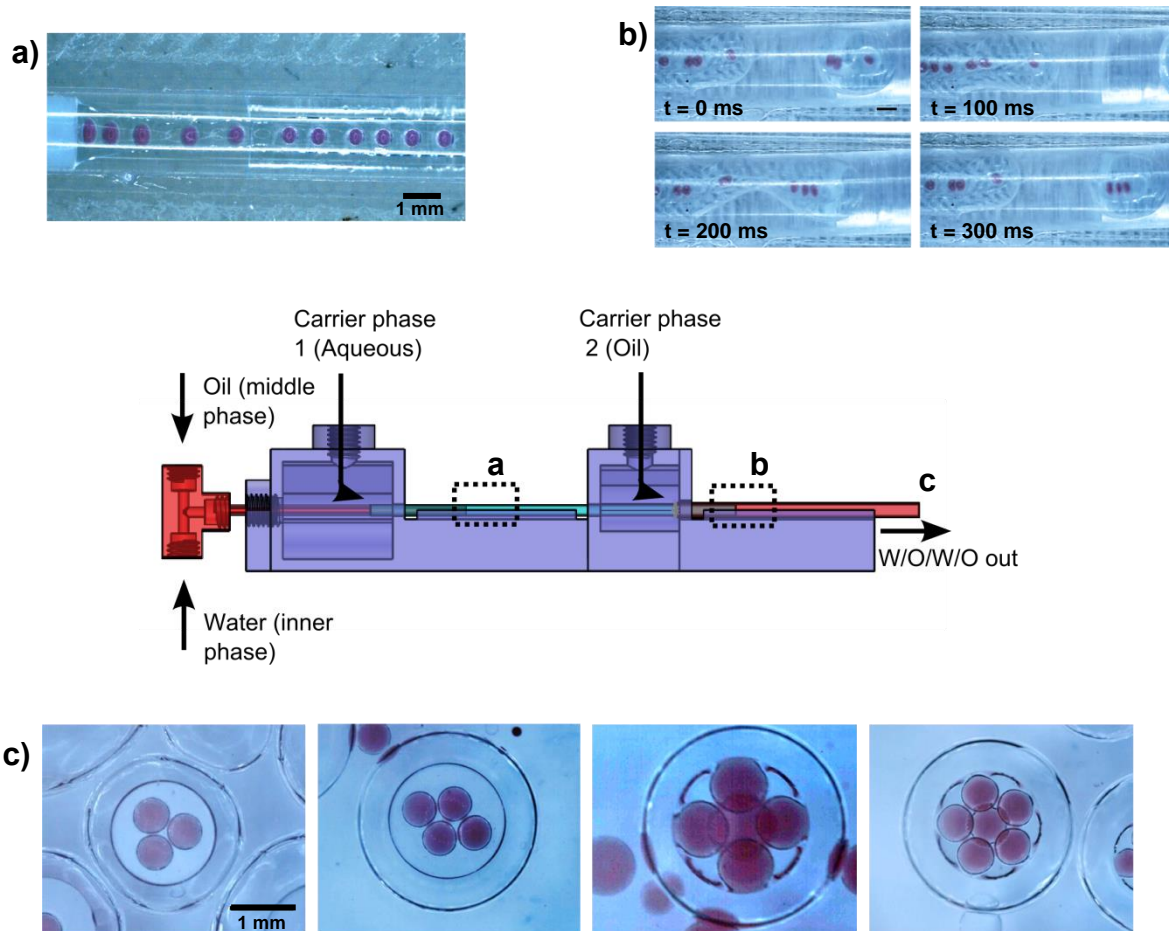 a)
1 mm
b)
t = 0 ms
t = 100 ms
t = 200 ms
t = 300 ms
Carrier phase
1 (Aqueous)
Carrier phase
2 (Oil)
Oil (middle
phase)
a
b
c
W/O/W/O out
Water (inner
phase)
c)
1 mm